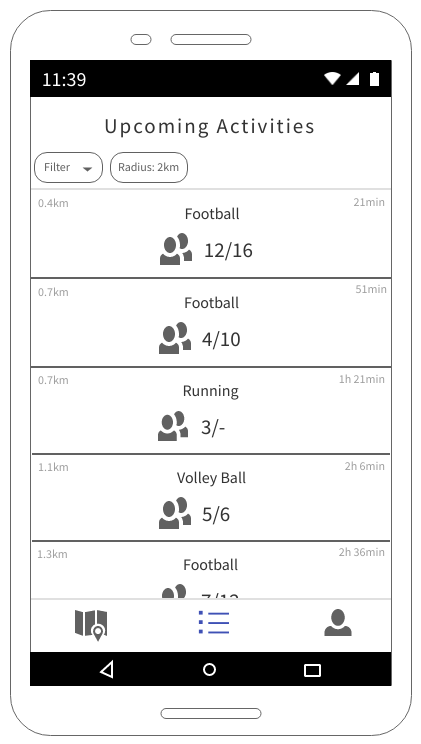 11:39
Upcoming Activities
Filter Radius: 2km
0.4km 21min
Football
12/16
0.7km 51min
Football
4/10
0.7km 1h 21min
Running
3/-
1.1km 2h 6min
Volley Ball
5/6
1.3km 2h 36min
Football